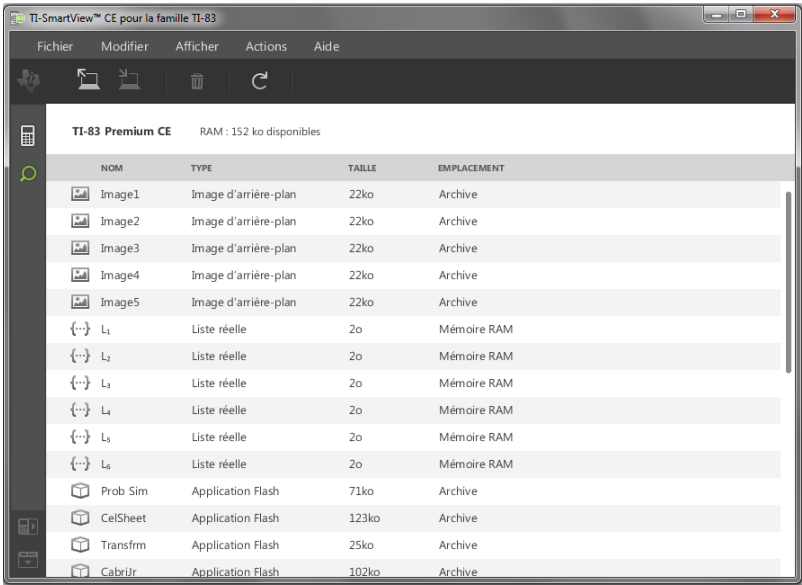 TI-SmartView™ CE pour la famille TI-83
Fichier Modifier Afficher Actions Aide
TI-83 Premium CE RAM : 152 ko disponibles
NOM TYPE TAILLE EMPLACEMENT
Image1 Image d'arrière-plan 22ko Archive
Image2 Image d'arrière-plan 22ko Archive
Image3 Image d'arrière-plan 22ko Archive
Image4 Image d'arrière-plan 22ko Archive
Image5 Image d'arrière-plan 22ko Archive
L₁ Liste réelle 2o Mémoire RAM
L₂ Liste réelle 2o Mémoire RAM
L₃ Liste réelle 2o Mémoire RAM
L₄ Liste réelle 2o Mémoire RAM
L₅ Liste réelle 2o Mémoire RAM
L₆ Liste réelle 2o Mémoire RAM
Prob Sim Application Flash 71ko Archive
CelSheet Application Flash 123ko Archive
Transfrm Application Flash 25ko Archive
CabriJr Application Flash 102ko Archive